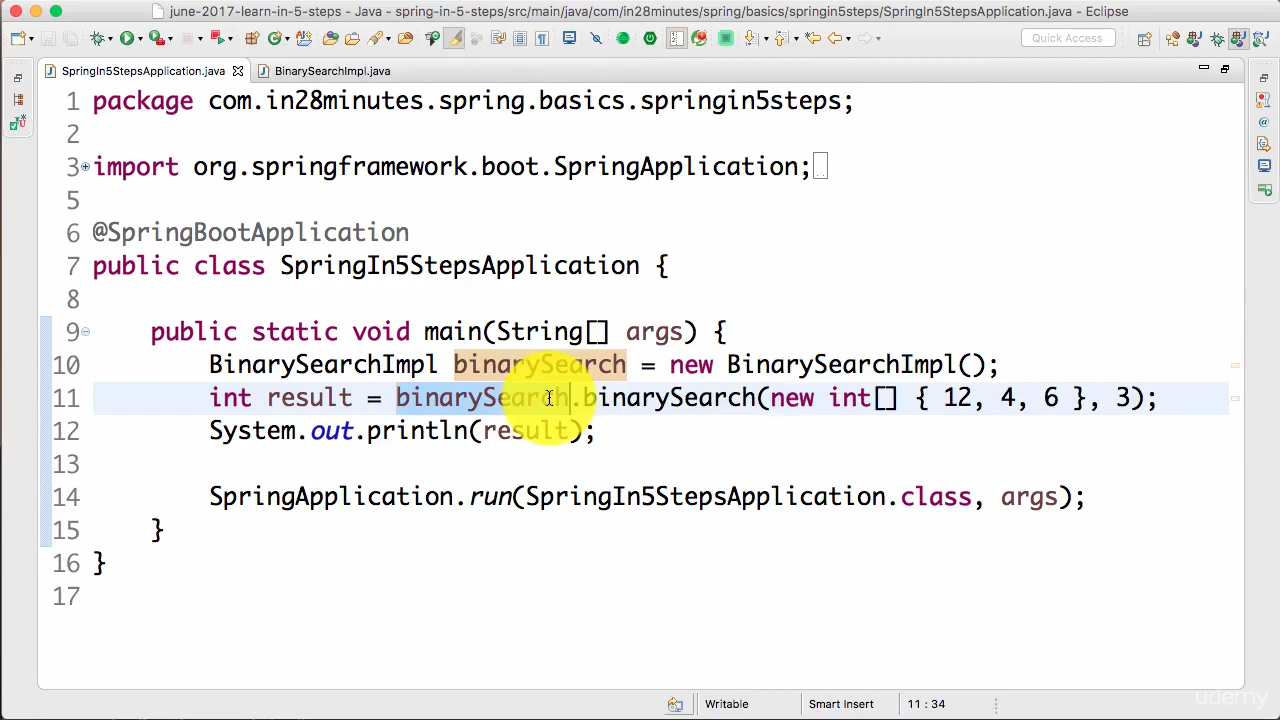 june-2017-learn-in-5-steps - Java - spring-in-5-steps/src/main/java/com/in28minutes/spring/basics/springin5steps/SpringIn5StepsApplication.java - Eclipse
Quick Access
SpringIn5StepsApplication.java BinarySearchImpl.java
1 package com.in28minutes.spring.basics.springin5steps;
2
3 import org.springframework.boot.SpringApplication;
5
6 @SpringBootApplication
7 public class SpringIn5StepsApplication {
8
9 public static void main(String[] args) {
10 BinarySearchImpl binarySearch = new BinarySearchImpl();
11 int result = binarySearch.binarySearch(new int[] { 12, 4, 6 }, 3);
12 System.out.println(result);
13
14 SpringApplication.run(SpringIn5StepsApplication.class, args);
15 }
16 }
17
Writable Smart Insert 11 : 34
udemy